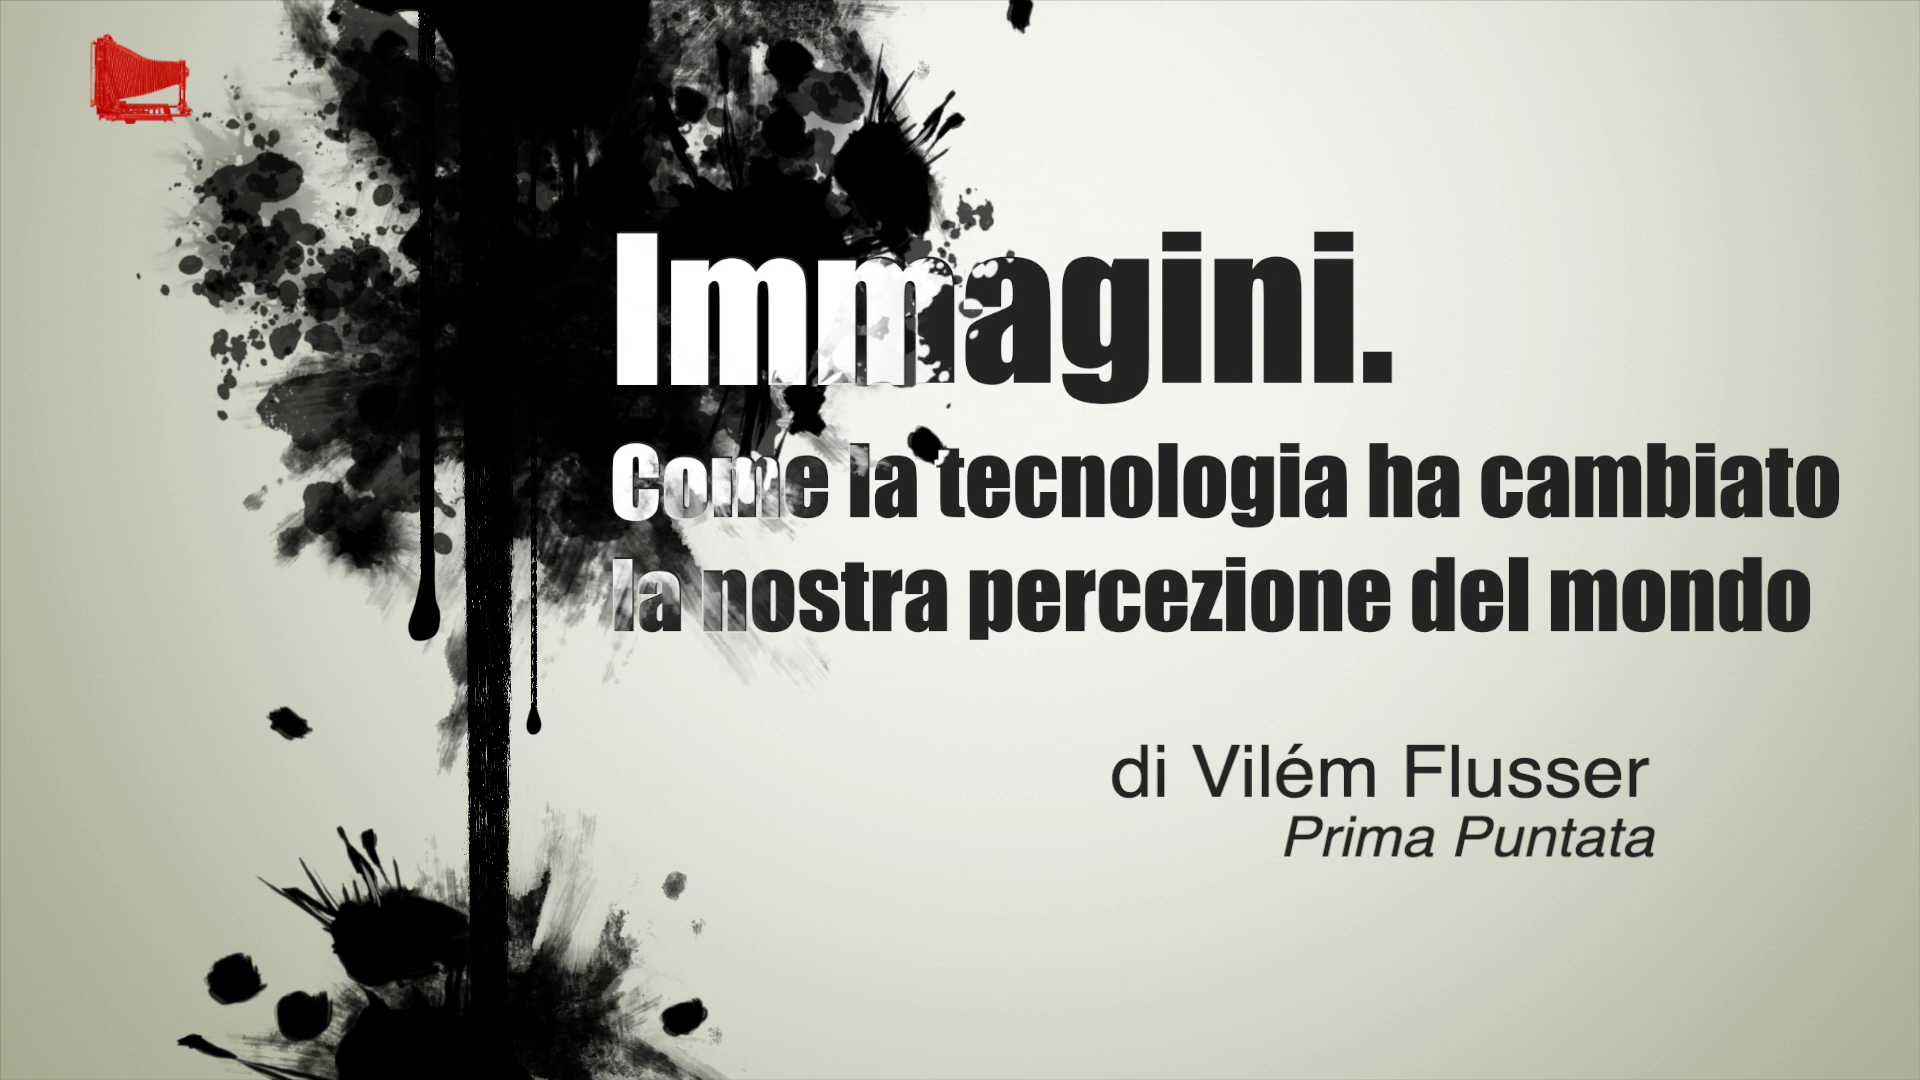 Immagini.
Come la tecnologia ha cambiato
la nostra percezione del mondo
di Vilém Flusser
Prima Puntata